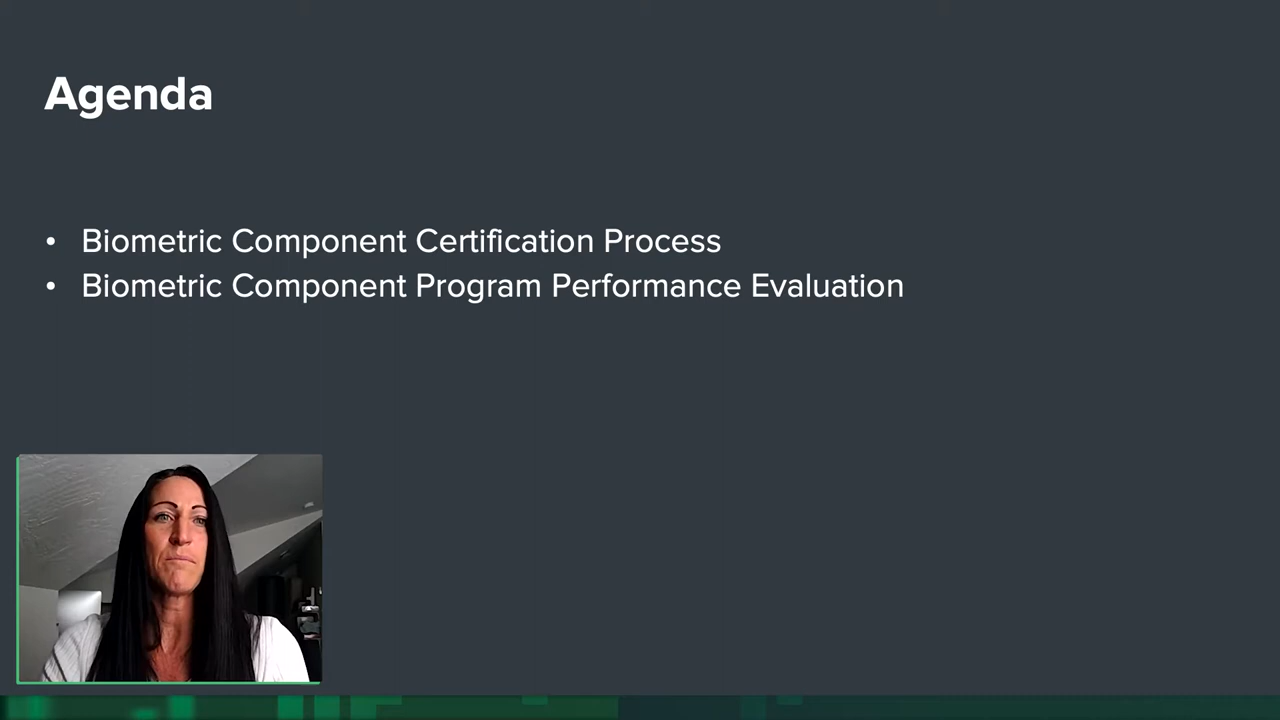 Agenda
• Biometric Component Certification Process
• Biometric Component Program Performance Evaluation